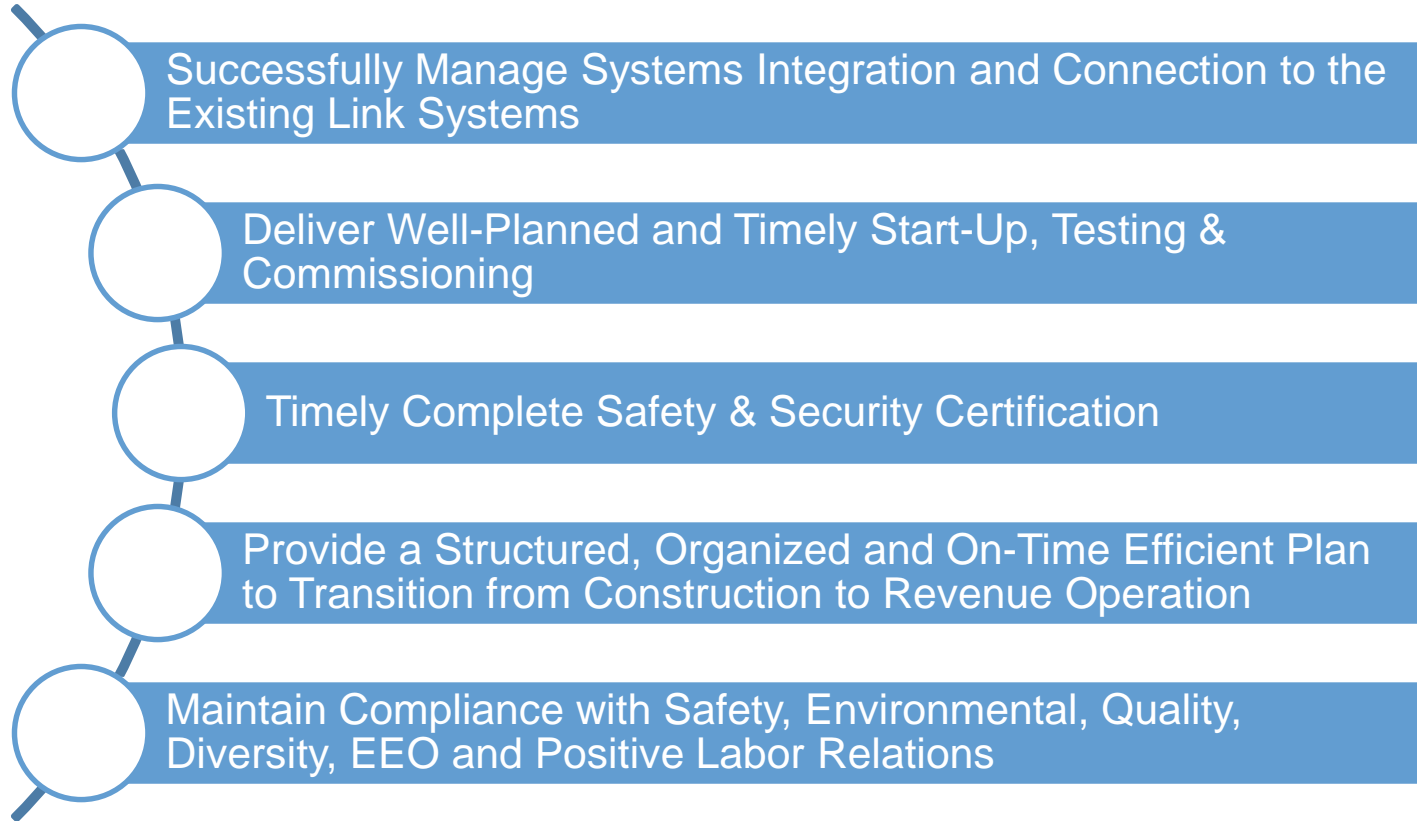 Successfully Manage Systems Integration and Connection to the
Existing Link Systems
Deliver Well-Planned and Timely Start-Up, Testing &
Commissioning
Timely Complete Safety & Security Certification
Provide a Structured, Organized and On-Time Efficient Plan
to Transition from Construction to Revenue Operation
Maintain Compliance with Safety, Environmental, Quality,
Diversity, EEO and Positive Labor Relations